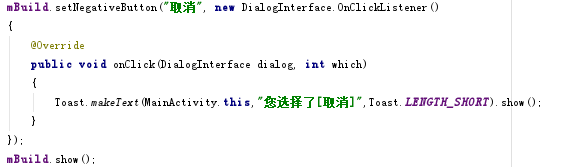 mBuild.setNegativeButton("取消", new DialogInterface.OnClickListener()
{
@Override
public void onClick(DialogInterface dialog, int which)
{
Toast.makeText(MainActivity.this,"您选择了[取消]",Toast.LENGTH_SHORT).show();
}
});
mBuild.show();